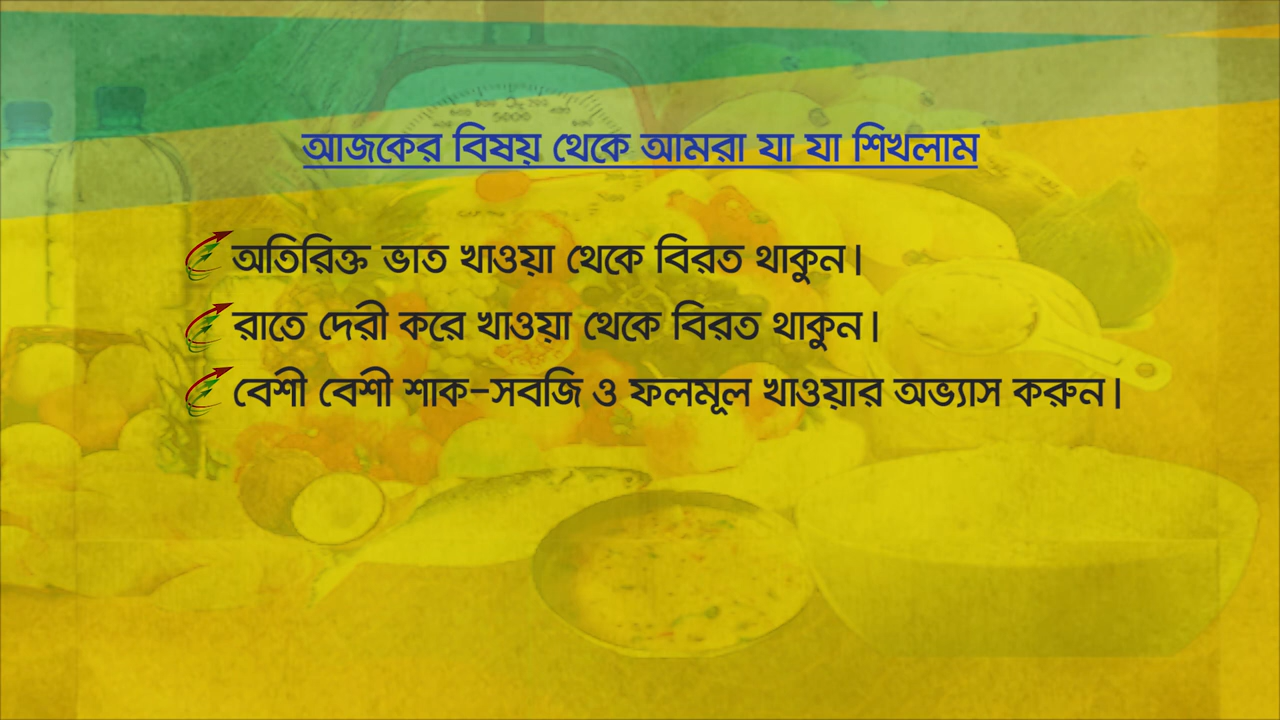 আজকের বিষয় থেকে আমরা যা যা শিখলাম
অতিরিক্ত ভাত খাওয়া থেকে বিরত থাকুন।
রাতে দেরী করে খাওয়া থেকে বিরত থাকুন।
বেশী বেশী শাক-সবজি ও ফলমূল খাওয়ার অভ্যাস করুন।